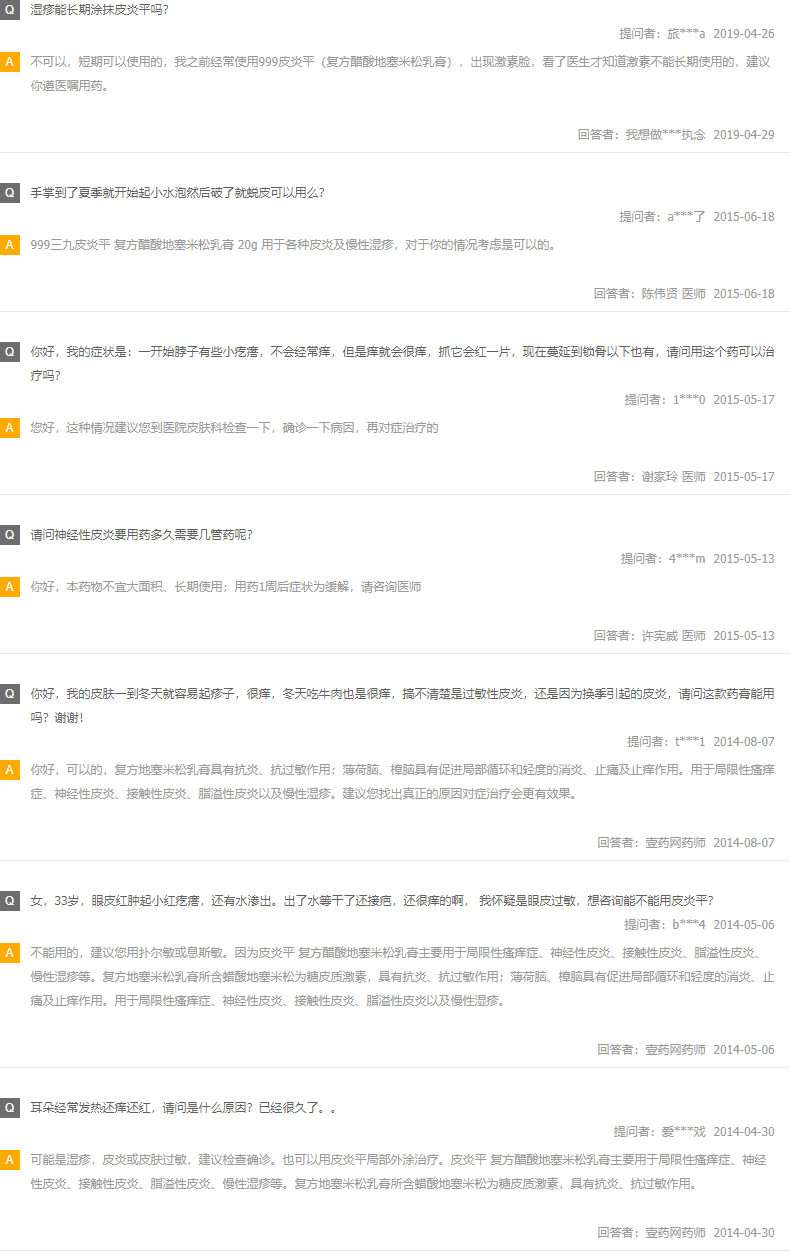 Q 湿疹能长期涂抹皮炎平吗?
提问者：旅***a 2019-04-26
A 不可以，短期可以使用的，我之前经常使用999皮炎平（复方醋酸地塞米松乳膏），出现激素脸，看了医生才知道激素不能长期使用的，建议
你遵医嘱用药。
回答者：我想做***执念 2019-04-29
Q 手掌到了夏季就开始起小水泡然后破了就蜕皮可以用么?
提问者：a***了 2015-06-18
A 999三九皮炎平 复方醋酸地塞米松乳膏 20g 用于各种皮炎及慢性湿疹，对于你的情况考虑是可以的。
回答者：陈伟贤 医师 2015-06-18
Q 你好，我的症状是：一开始脖子有些小疙瘩，不会经常痒，但是痒就会很痒，抓它会红一片，现在蔓延到锁骨以下也有，请问用这个药可以治
疗吗?
提问者：1***0 2015-05-17
A 您好，这种情况建议您到医院皮肤科检查一下，确诊一下病因，再对症治疗的
回答者：谢家玲 医师 2015-05-17
Q 请问神经性皮炎要用药多久需要几管药呢?
提问者：4***m 2015-05-13
A 你好，本药物不宜大面积、长期使用；用药1周后症状为缓解，请咨询医师
回答者：许宪威 医师 2015-05-13
Q 你好，我的皮肤一到冬天就容易起疹子，很痒，冬天吃牛肉也是很痒，搞不清楚是过敏性皮炎，还是因为换季引起的皮炎，请问这款药膏能用
吗? 谢谢!
提问者：t***1 2014-08-07
A 你好，可以的，复方地塞米松乳膏具有抗炎、抗过敏作用；薄荷脑、樟脑具有促进局部循环和轻度的消炎、止痛及止痒作用。用于局限性瘙痒
症、神经性皮炎、接触性皮炎、脂溢性皮炎以及慢性湿疹。建议您找出真正的原因对症治疗会更有效果。
回答者：壹药网药师 2014-08-07
Q 女，33岁，眼皮红肿起小红疙瘩，还有水渗出。出了水等干了还接疤，还很痒的啊， 我怀疑是眼皮过敏，想咨询能不能用皮炎平?
提问者：b***4 2014-05-06
A 不能用的，建议您用扑尔敏或息斯敏。因为皮炎平 复方醋酸地塞米松乳膏主要用于局限性瘙痒症、神经性皮炎、接触性皮炎、脂溢性皮炎、
慢性湿疹等。复方地塞米松乳膏所含蜡酸地塞米松为糖皮质激素，具有抗炎、抗过敏作用；薄荷脑、樟脑具有促进局部循环和轻度的消炎、止
痛及止痒作用。用于局限性瘙痒症、神经性皮炎、接触性皮炎、脂溢性皮炎以及慢性湿疹。
回答者：壹药网药师 2014-05-06
Q 耳朵经常发热还痒还红，请问是什么原因? 已经很久了。。
提问者：爱***戏 2014-04-30
A 可能是湿疹，皮炎或皮肤过敏，建议检查确诊。也可以用皮炎平局部外涂治疗。皮炎平 复方醋酸地塞米松乳膏主要用于局限性瘙痒症、神经
性皮炎、接触性皮炎、脂溢性皮炎、慢性湿疹等。复方地塞米松乳膏所含蜡酸地塞米松为糖皮质激素，具有抗炎、抗过敏作用。
回答者：壹药网药师 2014-04-30